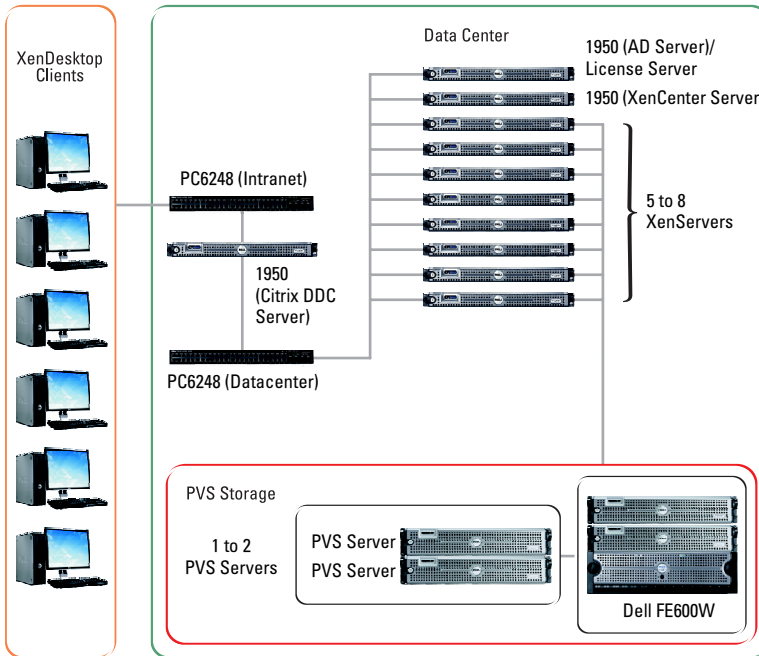 XenDesktop
Clients
Data Center
1950 (AD Server)/
License Server
1950 (XenCenter Server
PC6248 (Intranet)
1950
(Citrix DDC
Server)
5 to 8
XenServers
PC6248 (Datacenter)
PVS Storage
1 to 2
PVS Servers
PVS Server
PVS Server
Dell FE600W